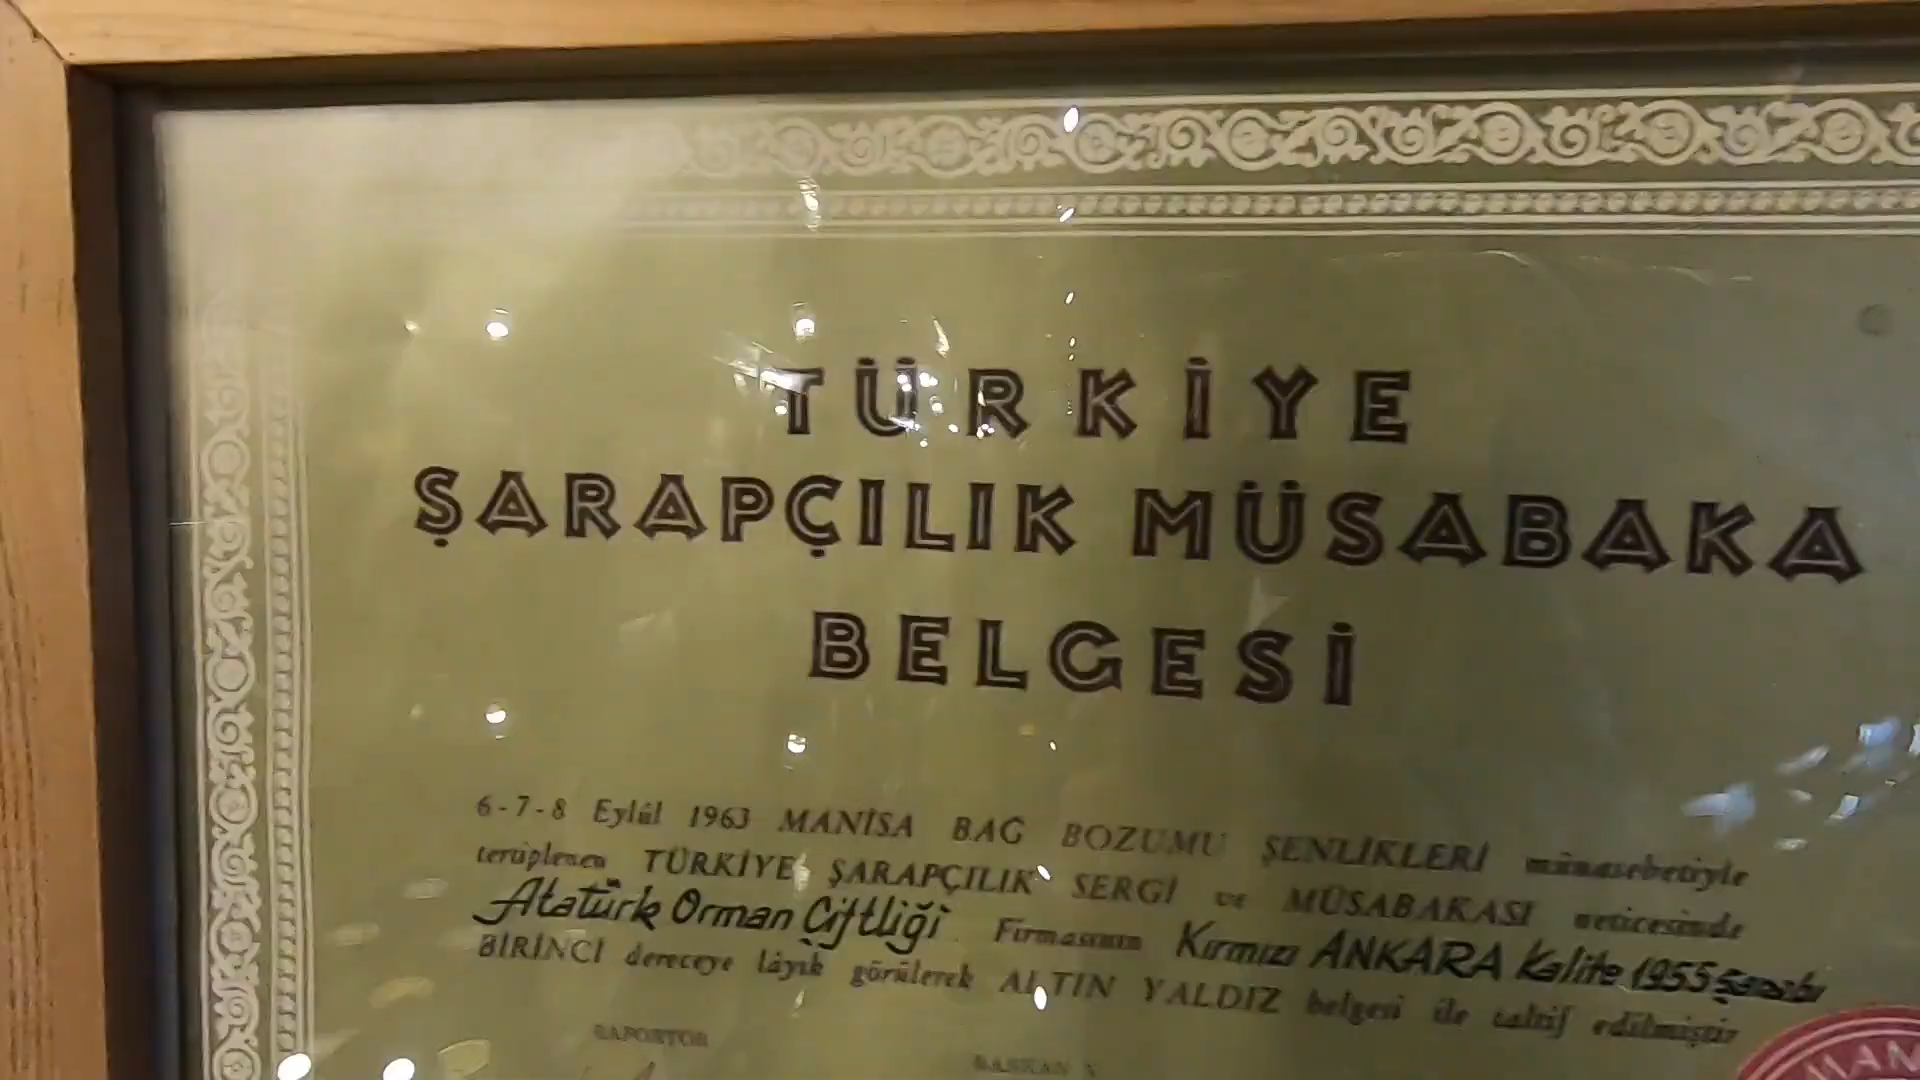 TÜRKİYE
ŞARAPÇILIK MÜSABAKA
BELGESİ
6-7-8 Eylûl 1963 MANİSA BAĞ BOZUMU ŞENLİKLERİ münasebetiyle
tertiplenen TÜRKİYE ŞARAPÇILIK SERGİ ve MÜSABAKASI neticesinde
Atatürk Orman Çiftliği Firmasının Kırmızı ANKARA Kalite 1955 Şarabı
BİRİNCİ dereceye lâyık görülerek ALTIN YALDIZ belgesi ile taltif edilmiştir
RAPORTÖR